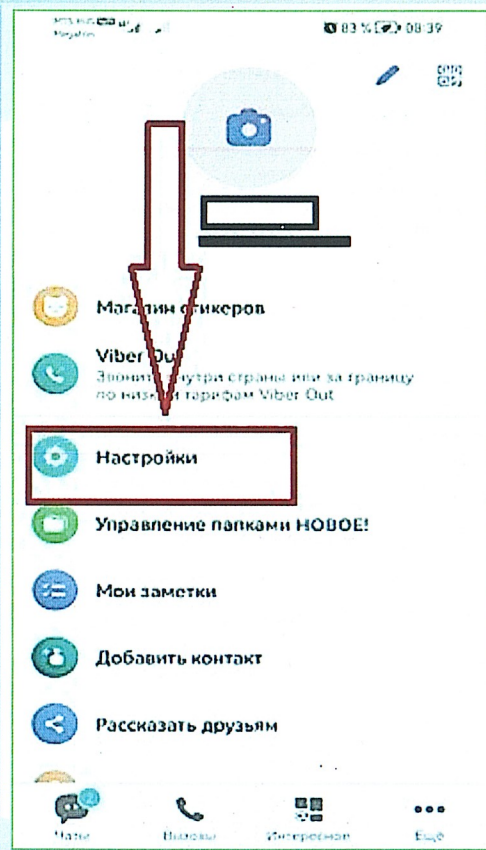 83 % 08:39
Магазин стикеров
Viber Out
Звоните внутри страны или за границу
по низким тарифам Viber Out
Настройки
Управление папками НОВОЕ!
Мои заметки
Добавить контакт
Рассказать друзьям
Чаты
Вызовы
Интересное
Ещё